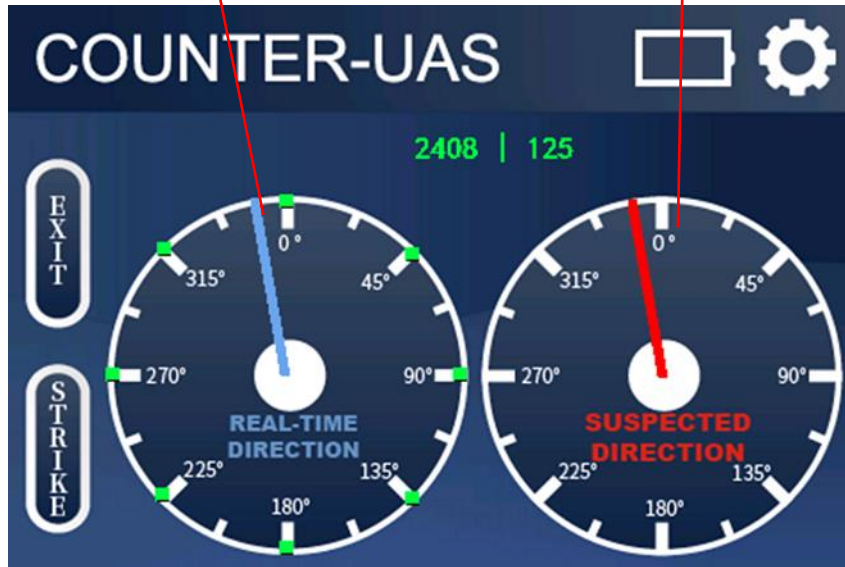 COUNTER-UAS
2408 | 125
EXIT
STRIKE
0°
45°
90°
135°
180°
225°
270°
315°
REAL-TIME
DIRECTION
0°
45°
90°
135°
180°
225°
270°
315°
SUSPECTED
DIRECTION